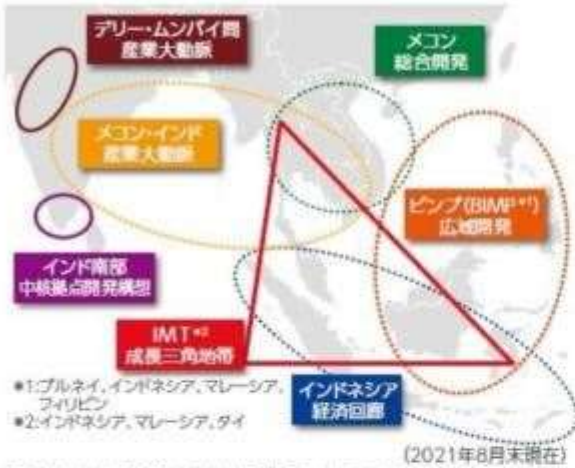 デリー・ムンバイ間
産業大動脈
メコン
総合開発
メコン・インド
産業大動脈
ビンプ(BIMP*1)
広域開発
インド南部
中核拠点開発構想
IMT*2
成長三角地帯
インドネシア
経済回廊
*1:ブルネイ、インドネシア、マレーシア、
フィリピン
*2:インドネシア、マレーシア、タイ
(2021年8月末現在)